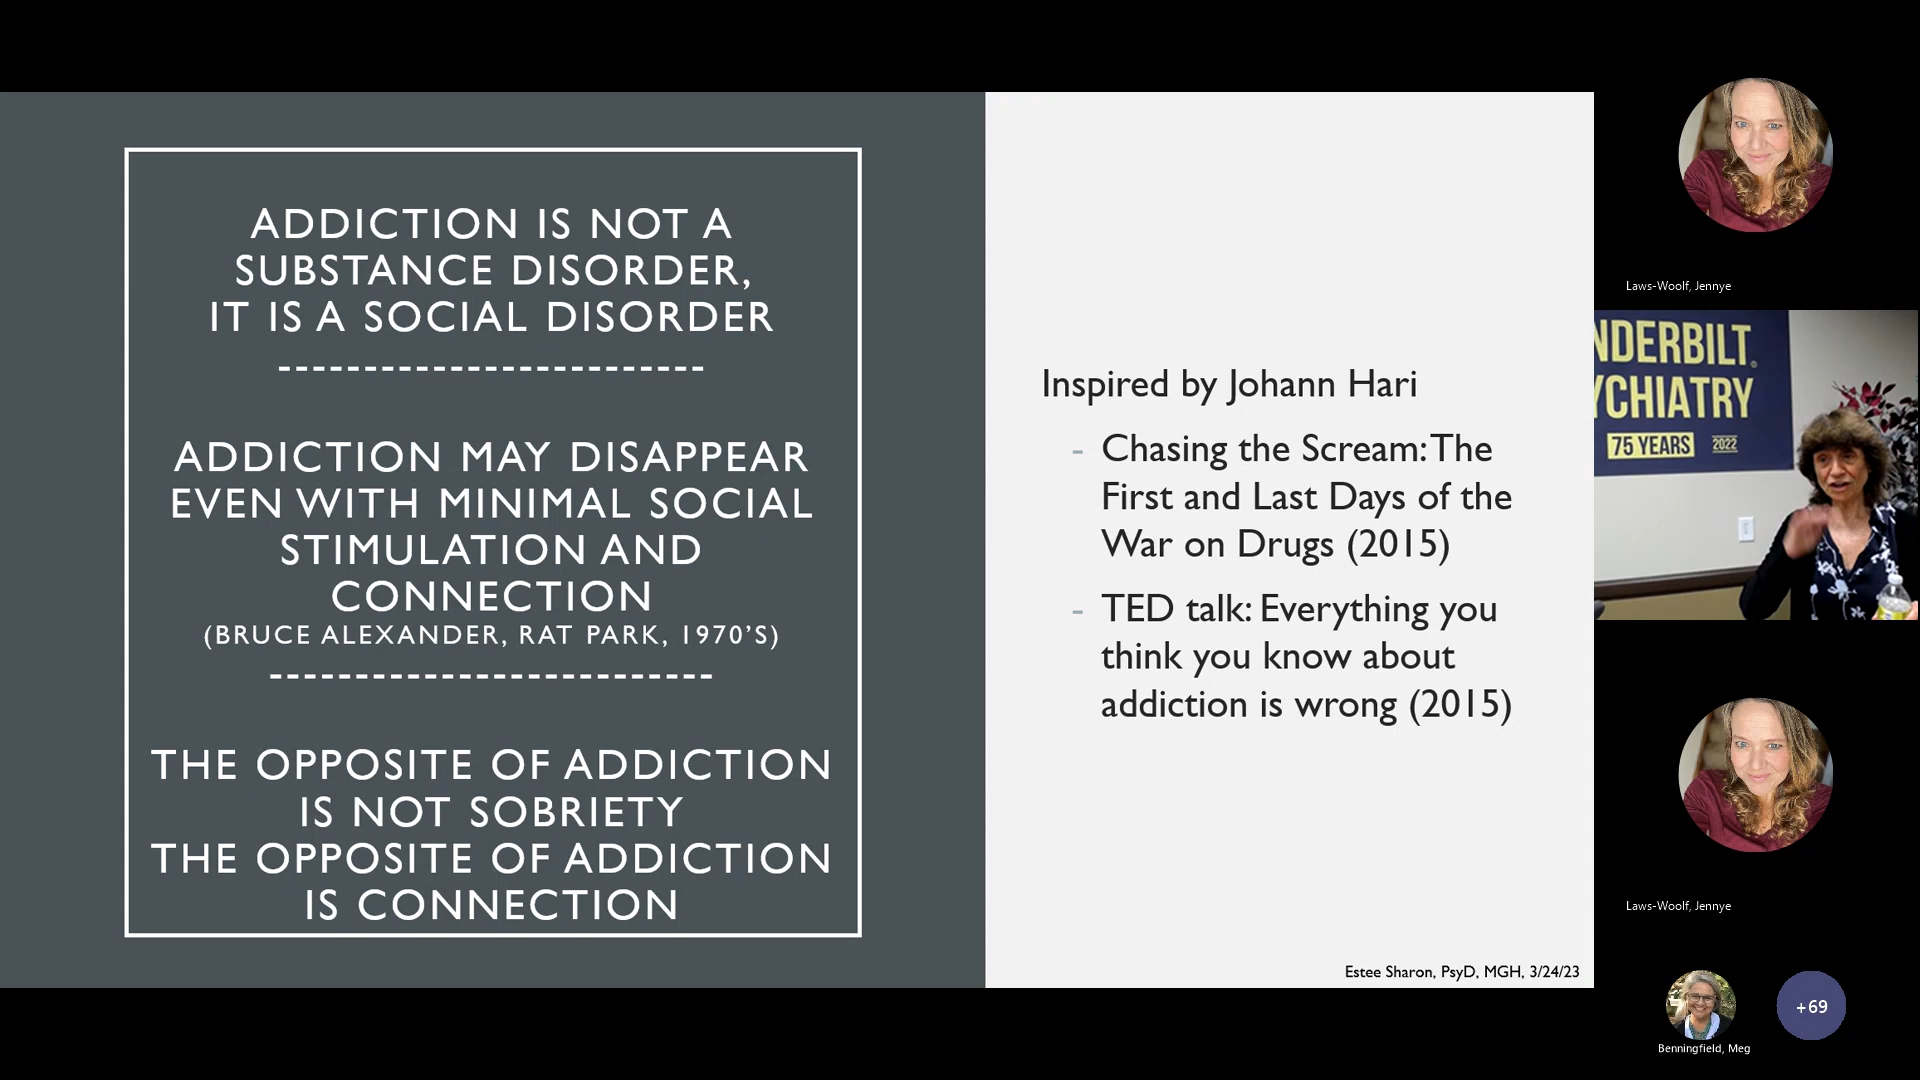 ADDICTION IS NOT A
SUBSTANCE DISORDER,
IT IS A SOCIAL DISORDER
-------------------------
ADDICTION MAY DISAPPEAR
EVEN WITH MINIMAL SOCIAL
STIMULATION AND
CONNECTION
(BRUCE ALEXANDER, RAT PARK, 1970'S)
--------------------------
THE OPPOSITE OF ADDICTION
IS NOT SOBRIETY
THE OPPOSITE OF ADDICTION
IS CONNECTION
Inspired by Johann Hari
- Chasing the Scream: The
First and Last Days of the
War on Drugs (2015)
- TED talk: Everything you
think you know about
addiction is wrong (2015)
Estee Sharon, PsyD, MGH, 3/24/23
Laws-Woolf, Jennye
NDERBILT
YCHIATRY
75 YEARS 2022
Laws-Woolf, Jennye
+69
Benningfield, Meg